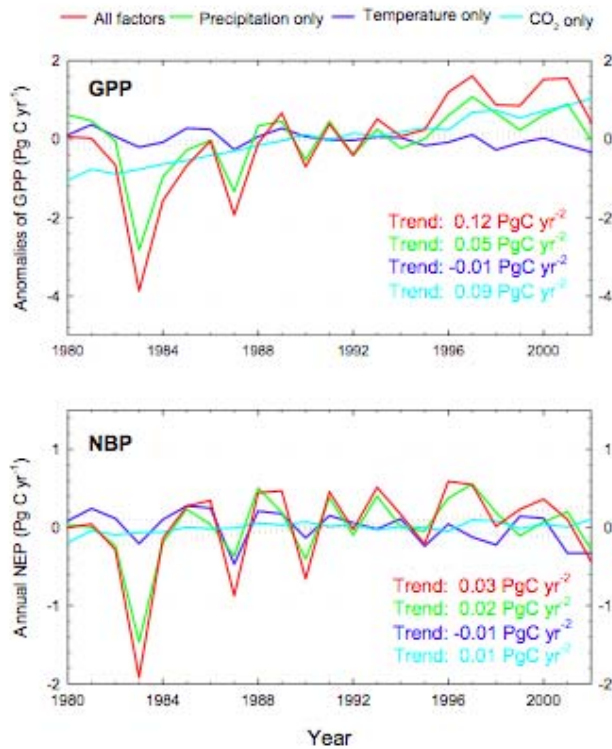 All factors Precipitation only Temperature only CO₂ only
GPP
Anomalies of GPP (Pg C yr⁻¹)
2 2
0 0
-2 -2
-4 -4
Trend: 0.12 PgC yr⁻²
Trend: 0.05 PgC yr⁻²
Trend: -0.01 PgC yr⁻²
Trend: 0.09 PgC yr⁻²
1980 1984 1988 1992 1996 2000
NBP
Annual NEP (Pg C yr⁻¹)
1 1
0 0
-1 -1
-2 -2
Trend: 0.03 PgC yr⁻²
Trend: 0.02 PgC yr⁻²
Trend: -0.01 PgC yr⁻²
Trend: 0.01 PgC yr⁻²
1980 1984 1988 1992 1996 2000
Year